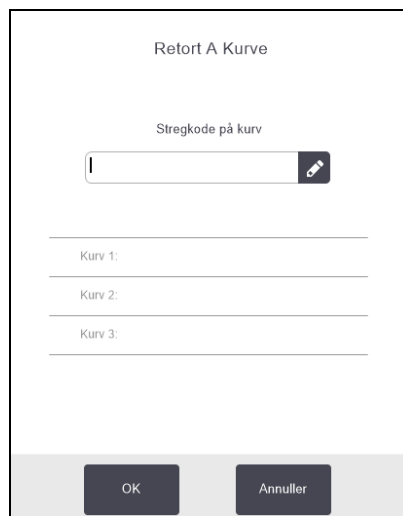 Retort A Kurve
Stregkode på kurv
Kurv 1:
Kurv 2:
Kurv 3:
OK
Annuller